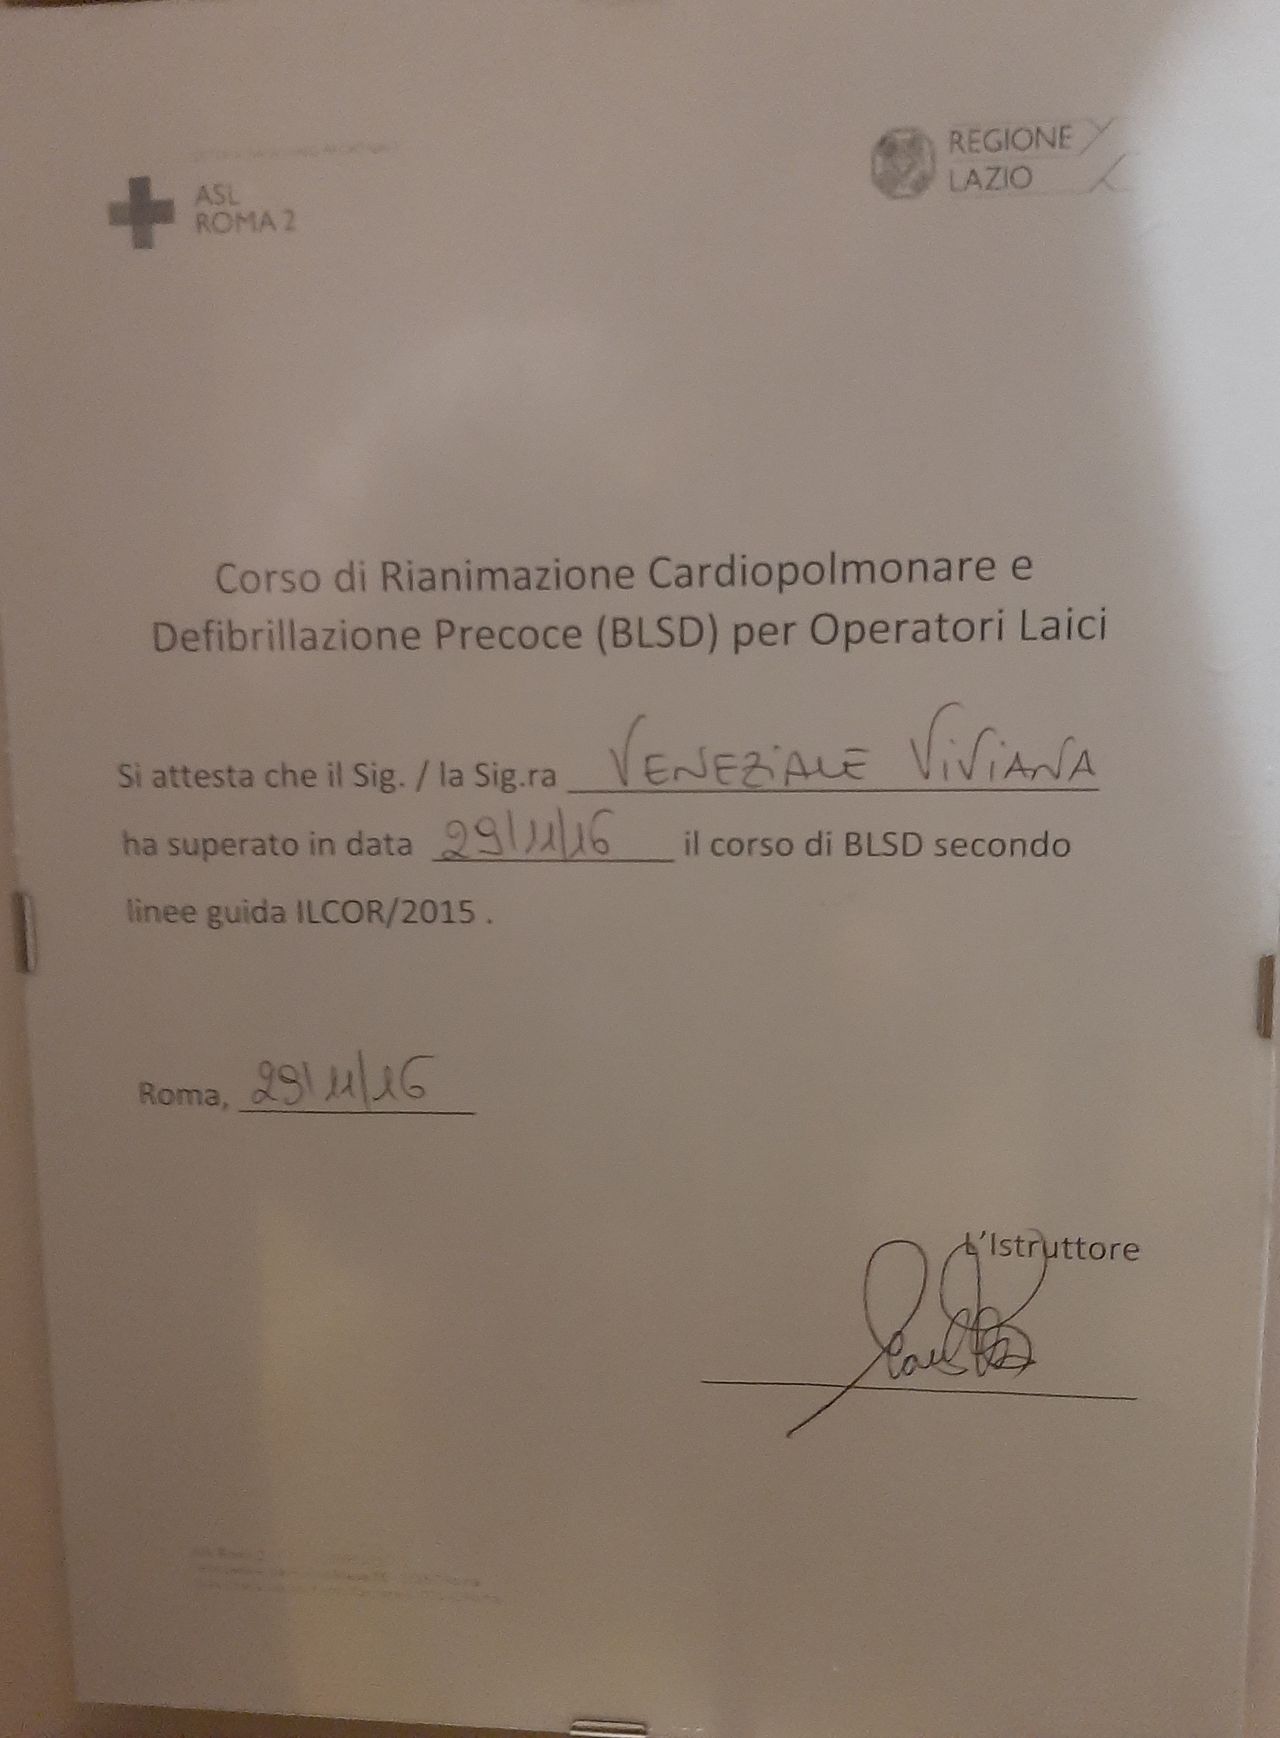 ASL
ROMA 2
REGIONE
LAZIO
Corso di Rianimazione Cardiopolmonare e
Defibrillazione Precoce (BLSD) per Operatori Laici
Si attesta che il Sig. / la Sig.ra VENEZIALE VIVIANA
ha superato in data 29/11/16 il corso di BLSD secondo
linee guida ILCOR/2015 .
Roma, 29/11/16
L'Istruttore